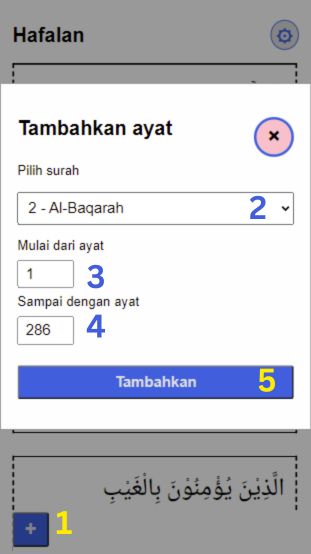 Hafalan
Tambahkan ayat
×
Pilih surah
2 - Al-Baqarah
2
Mulai dari ayat
1
3
Sampai dengan ayat
286
4
Tambahkan
5
الَّذِيْنَ يُؤْمِنُوْنَ بِالْغَيْبِ
+
1